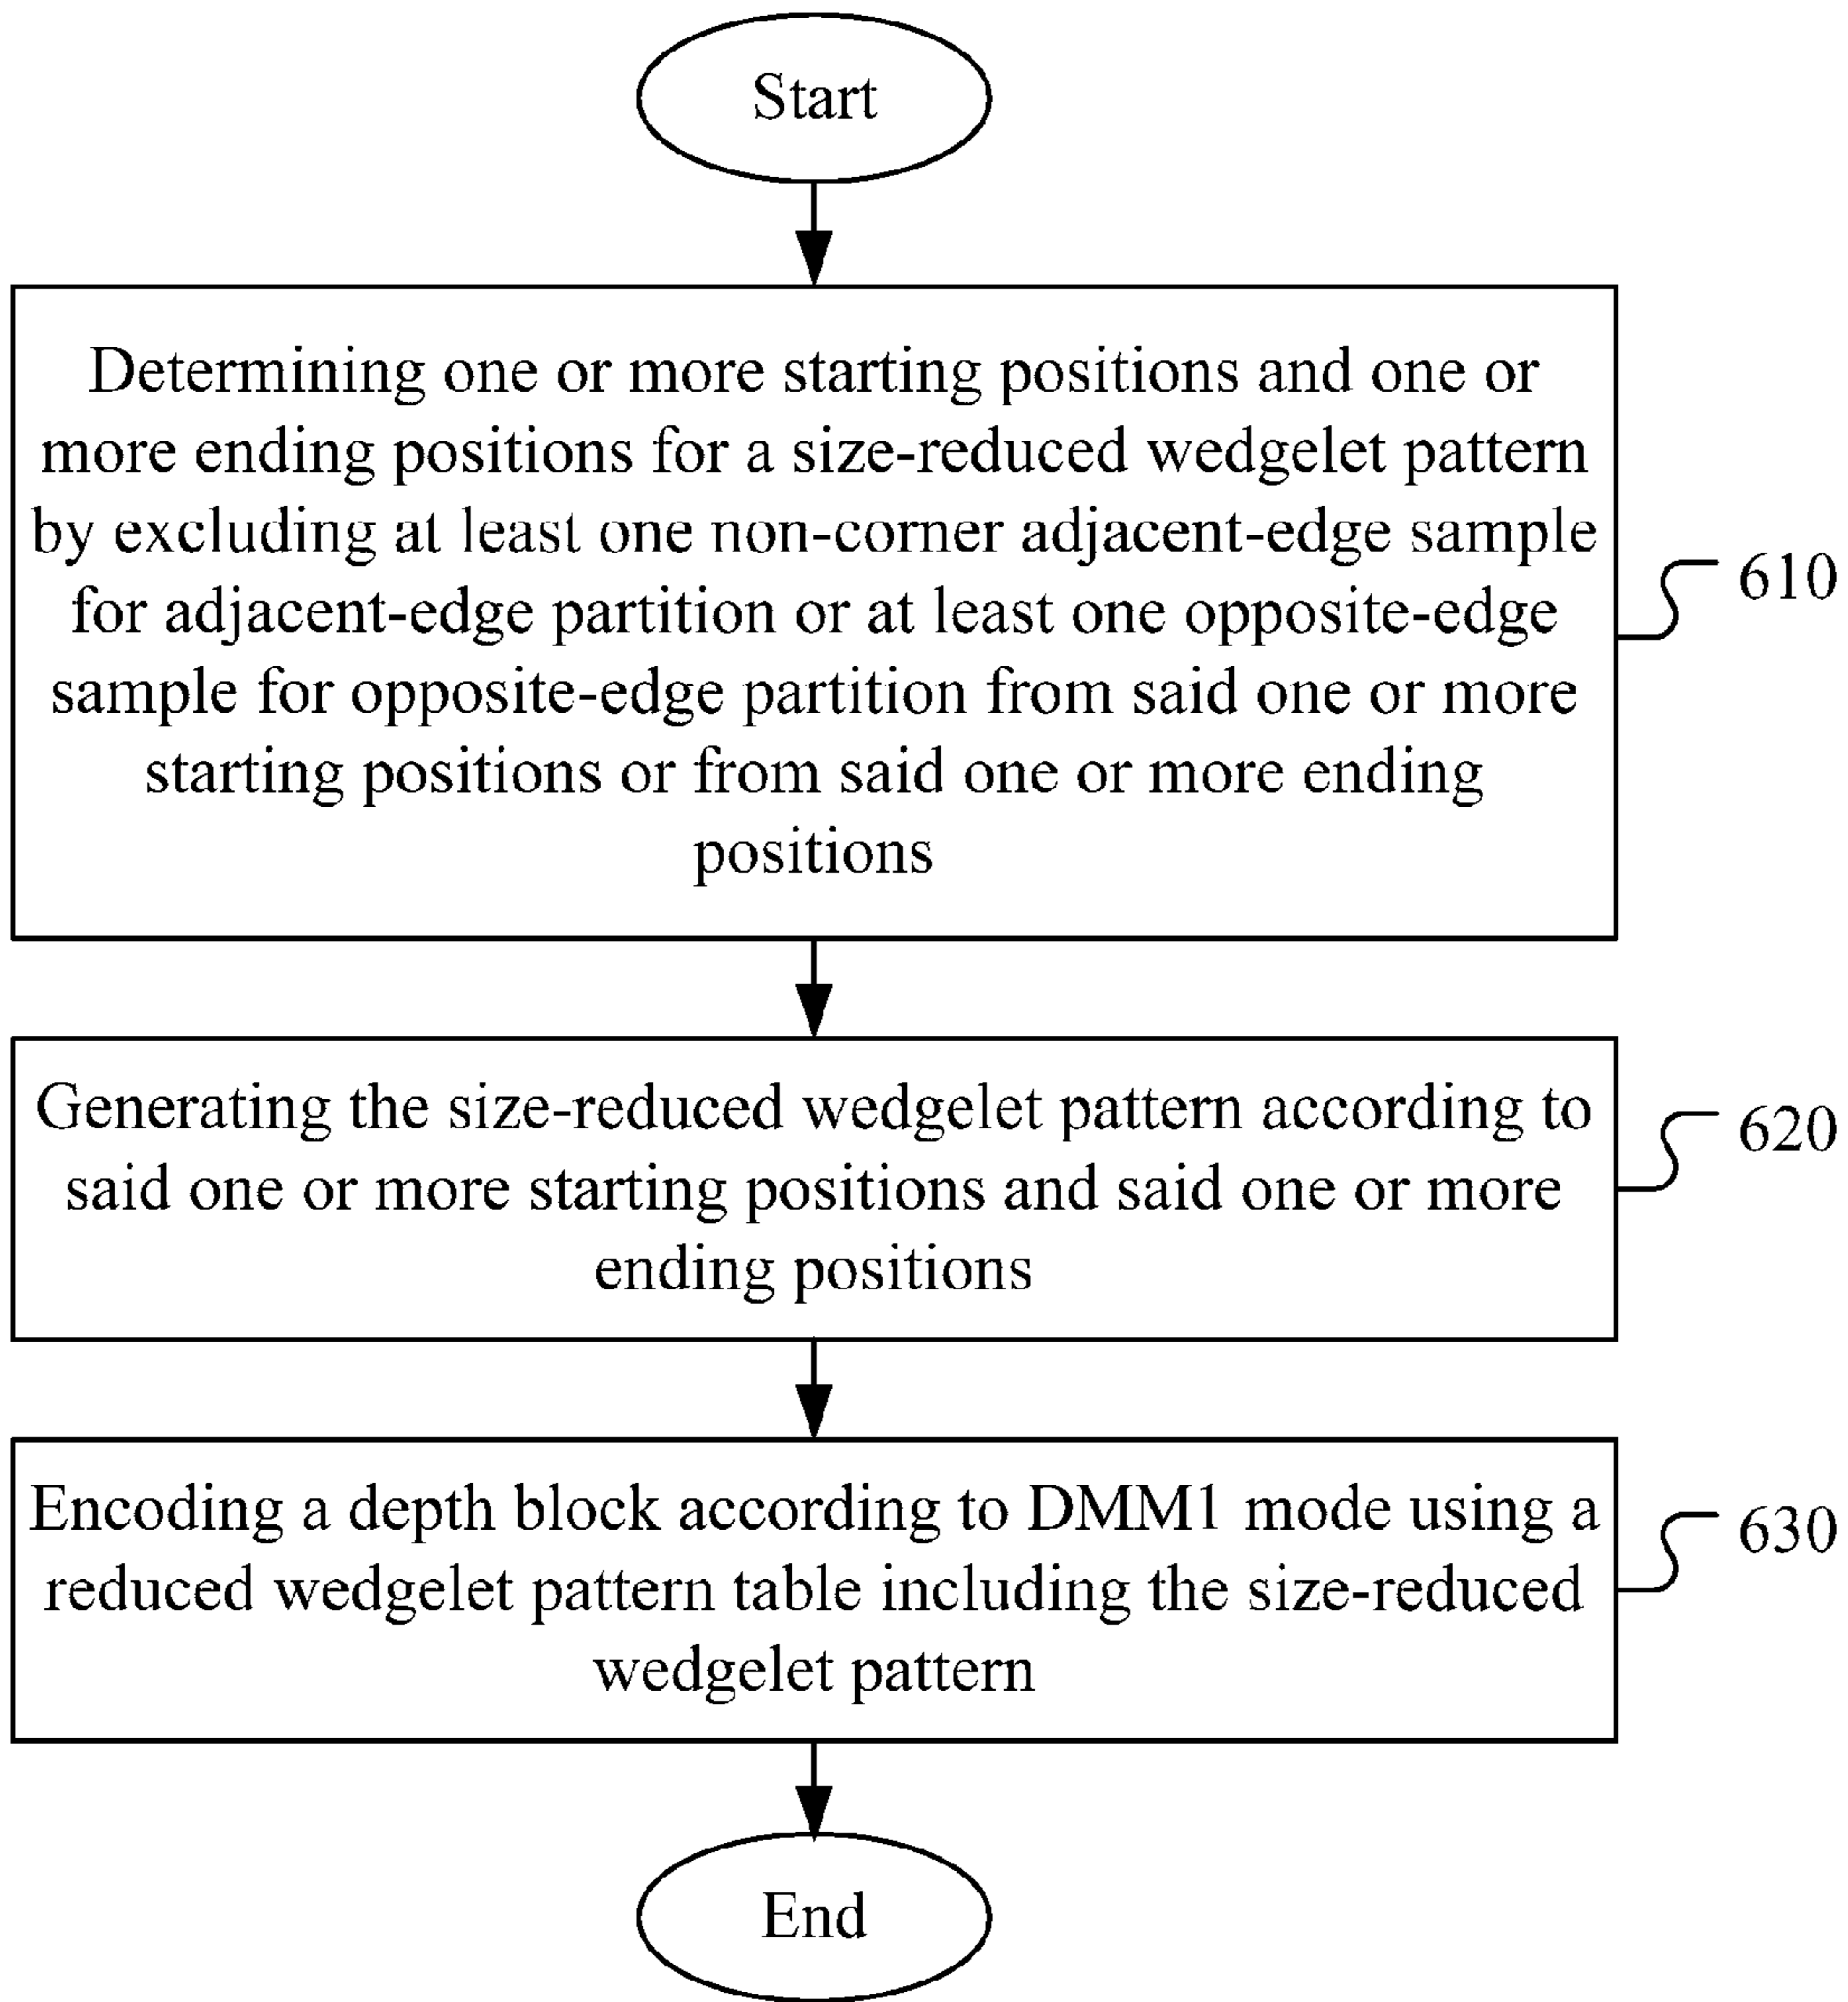 Start
Determining one or more starting positions and one or
more ending positions for a size-reduced wedgelet pattern
by excluding at least one non-corner adjacent-edge sample
for adjacent-edge partition or at least one opposite-edge
sample for opposite-edge partition from said one or more
starting positions or from said one or more ending
positions
610
Generating the size-reduced wedgelet pattern according to
said one or more starting positions and said one or more
ending positions
620
Encoding a depth block according to DMM1 mode using a
reduced wedgelet pattern table including the size-reduced
wedgelet pattern
630
End